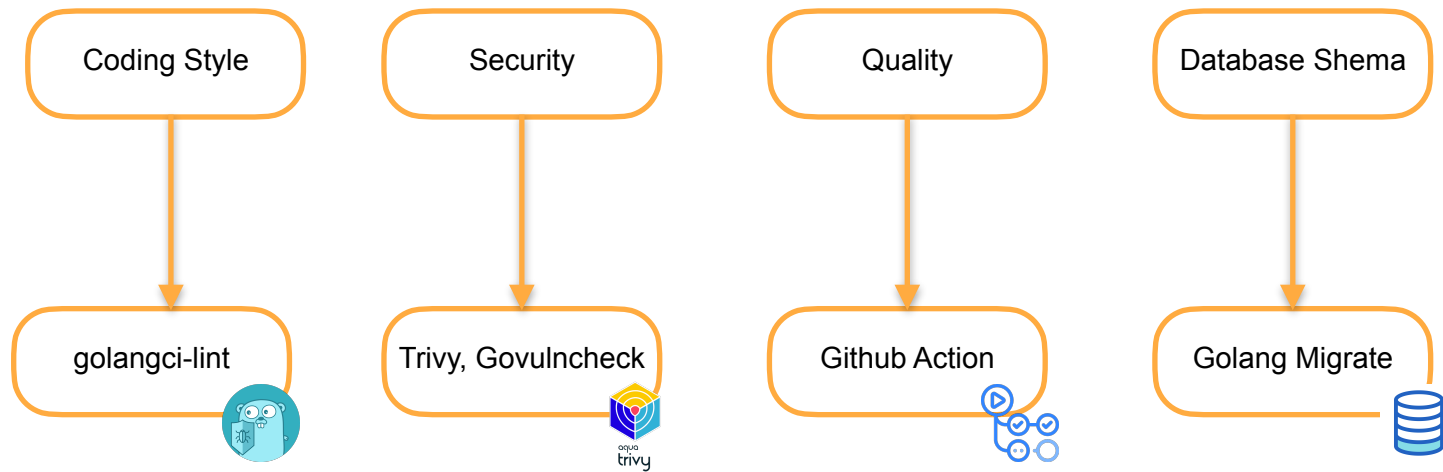 Coding Style
Security
Quality
Database Shema
golangci-lint
Trivy, Govulncheck
Github Action
Golang Migrate
aqua
trivy